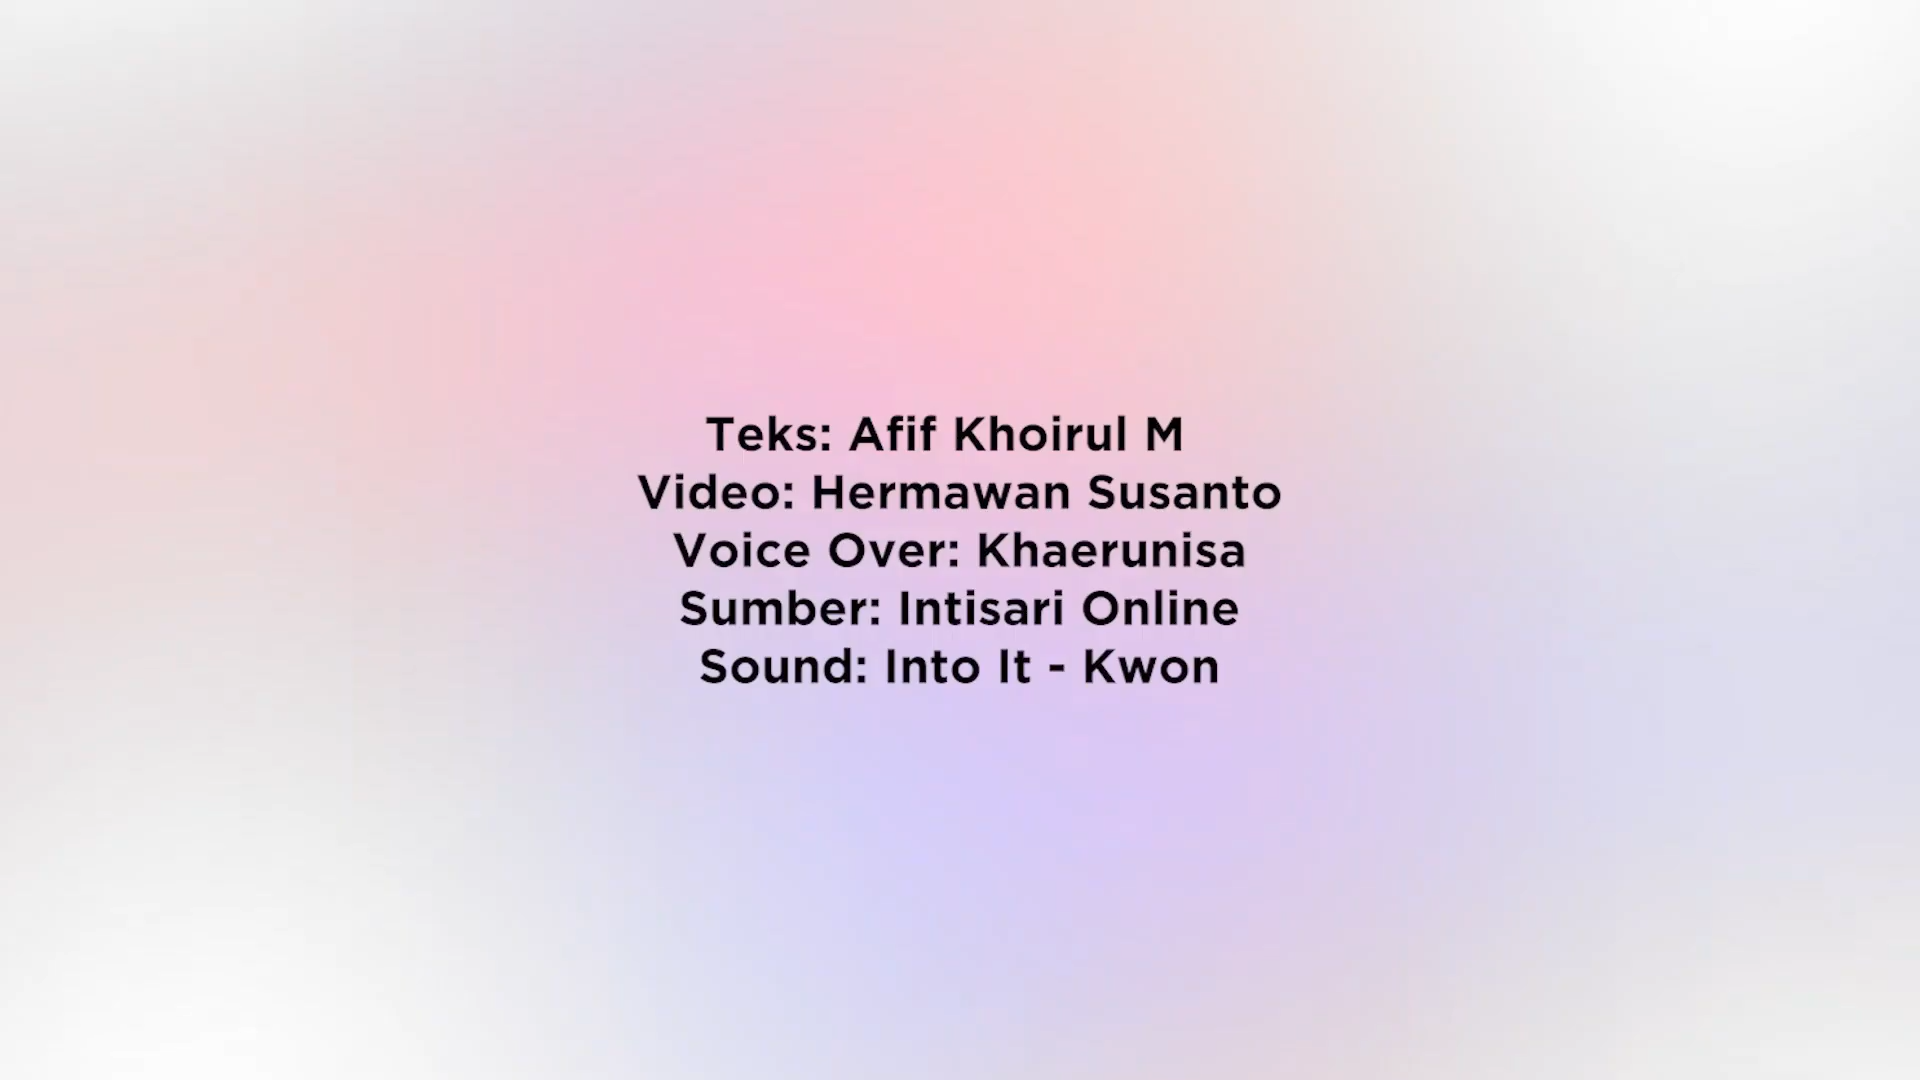 Teks: Afif Khoirul M
Video: Hermawan Susanto
Voice Over: Khaerunisa
Sumber: Intisari Online
Sound: Into It - Kwon